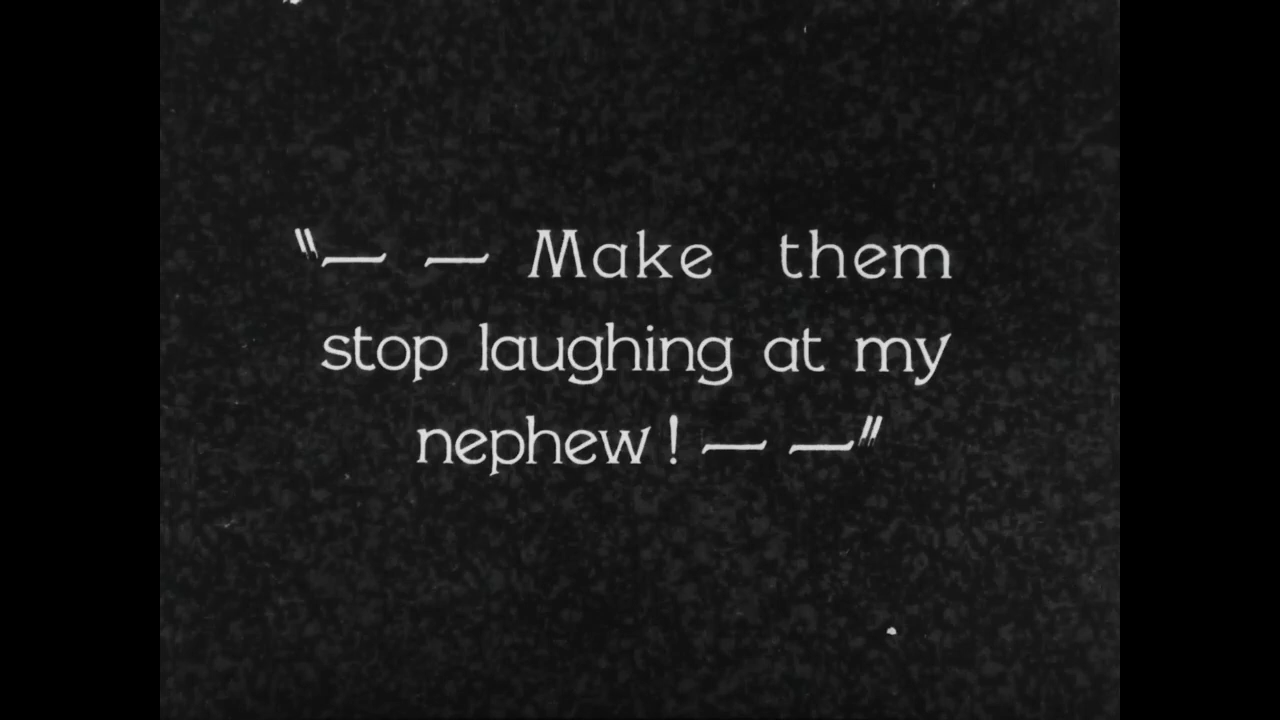 "— — Make them
stop laughing at my
nephew! — —"